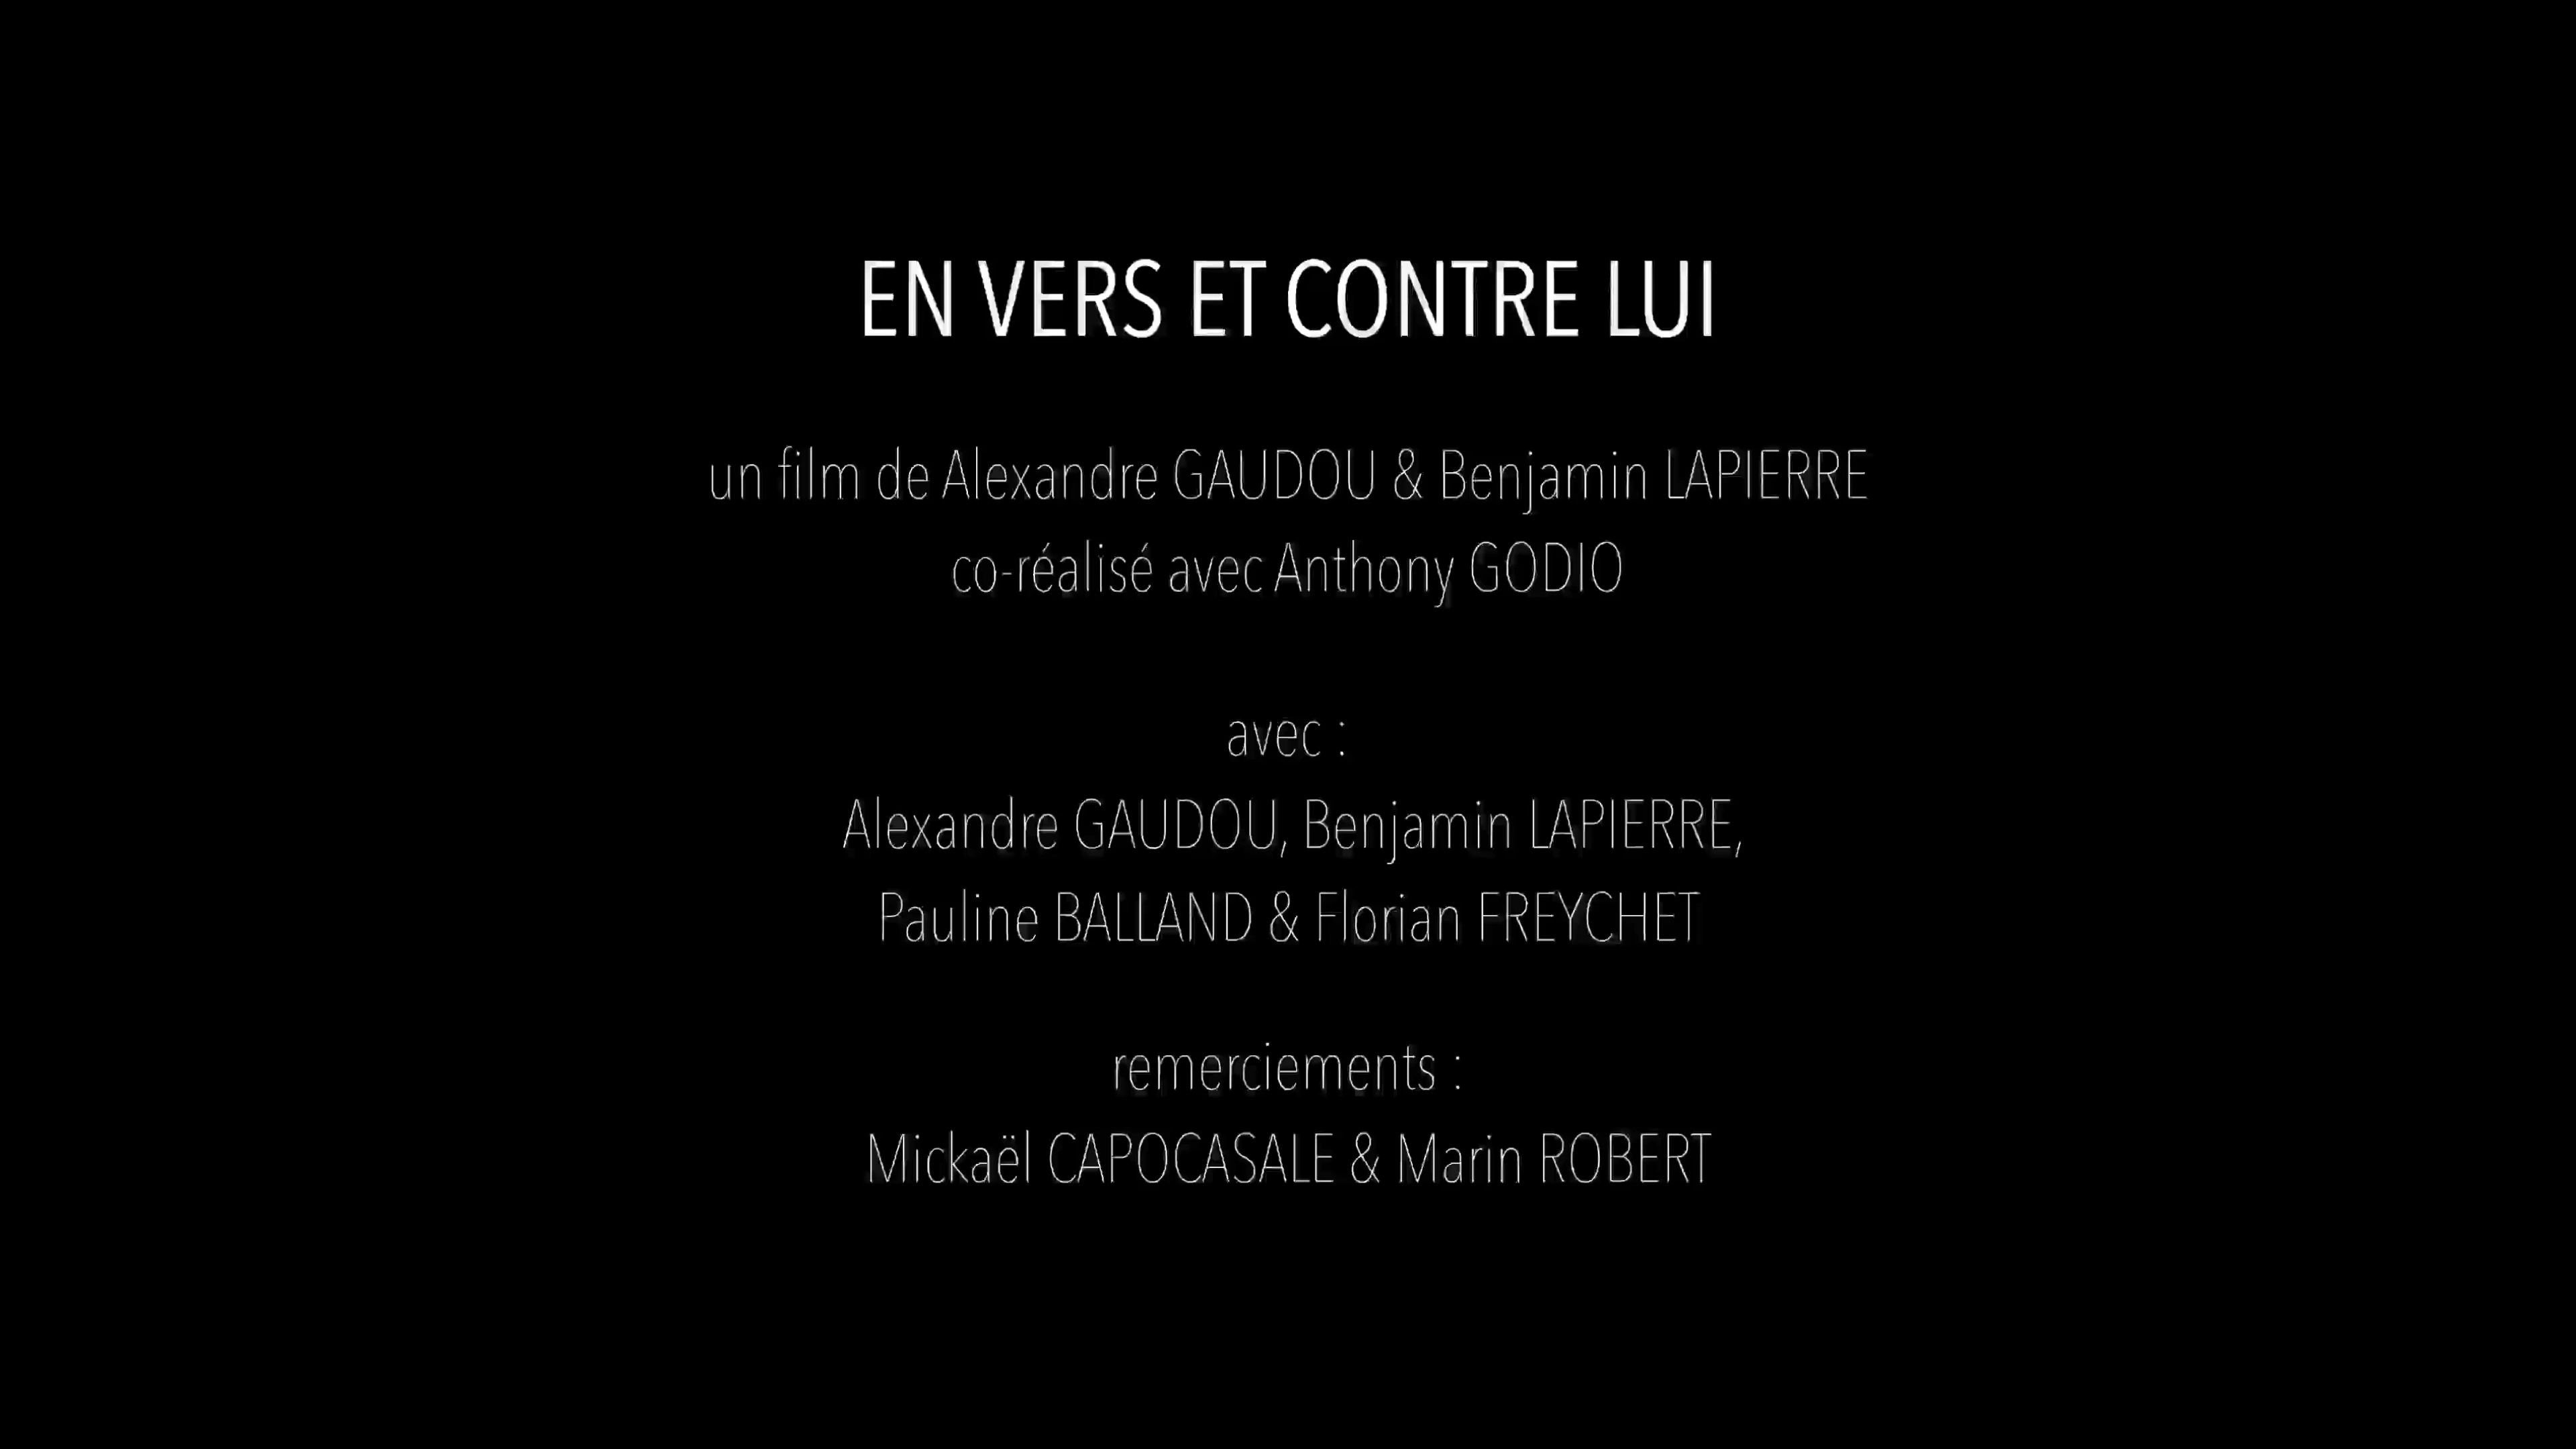 EN VERS ET CONTRE LUI
un film de Alexandre GAUDOU & Benjamin LAPIERRE
co-réalisé avec Anthony GODIO
avec :
Alexandre GAUDOU, Benjamin LAPIERRE,
Pauline BALLAND & Florian FREYCHET
remerciements :
Mickaël CAPOCASALE & Marin ROBERT